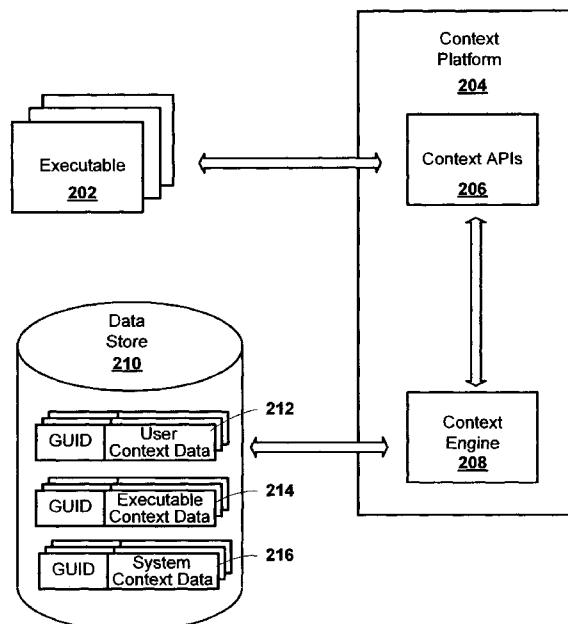 Context
Platform
204
Executable
202
Context APIs
206
Data
Store
210
212
GUID
User
Context Data
214
GUID
Executable
Context Data
216
GUID
System
Context Data
Context
Engine
208